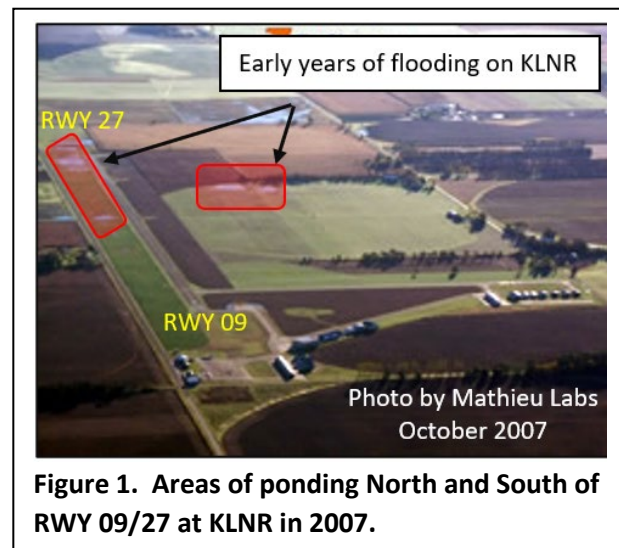 Early years of flooding on KLNR
RWY 27
RWY 09
Photo by Mathieu Labs
October 2007
Figure 1. Areas of ponding North and South of
RWY 09/27 at KLNR in 2007.